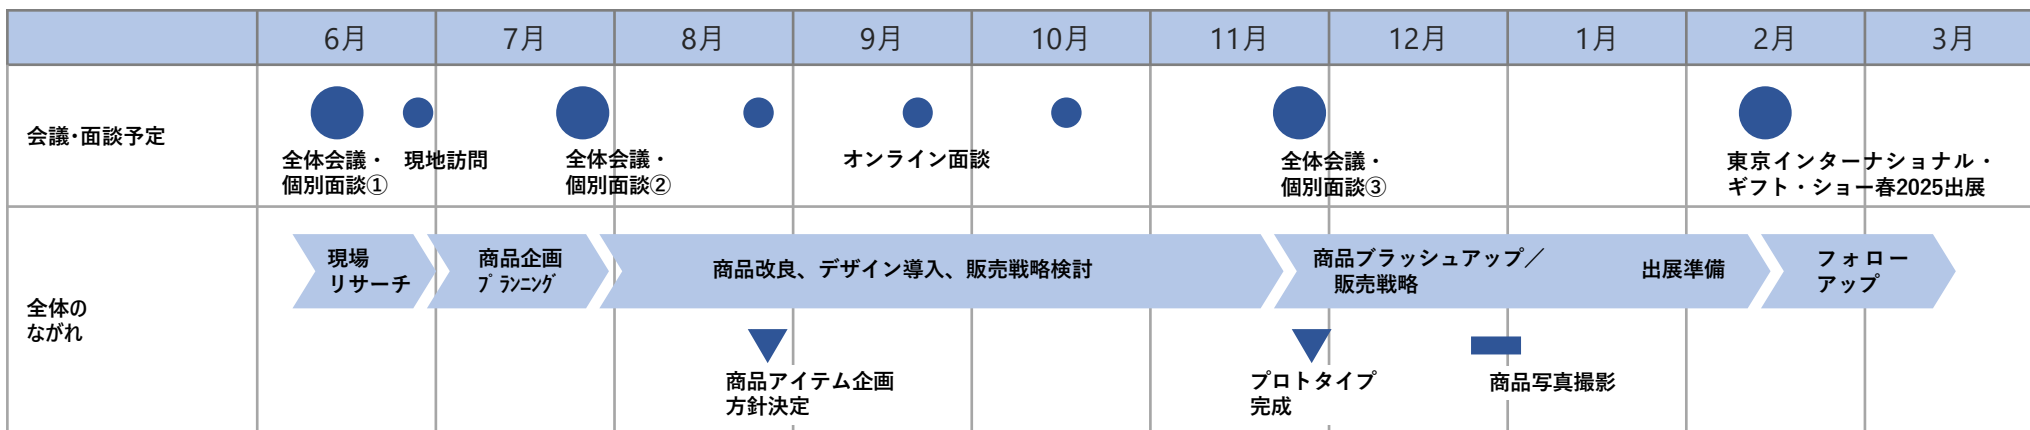 6月 7月 8月 9月 10月 11月 12月 1月 2月 3月
会議・面談予定
全体会議・
個別面談①
現地訪問
全体会議・
個別面談②
オンライン面談
全体会議・
個別面談③
東京インターナショナル・
ギフト・ショー春2025出展
全体の
ながれ
現場
リサーチ
商品企画
プランニング
商品改良、デザイン導入、販売戦略検討
商品ブラッシュアップ／
販売戦略
出展準備
フォロー
アップ
商品アイテム企画
方針決定
プロトタイプ
完成
商品写真撮影